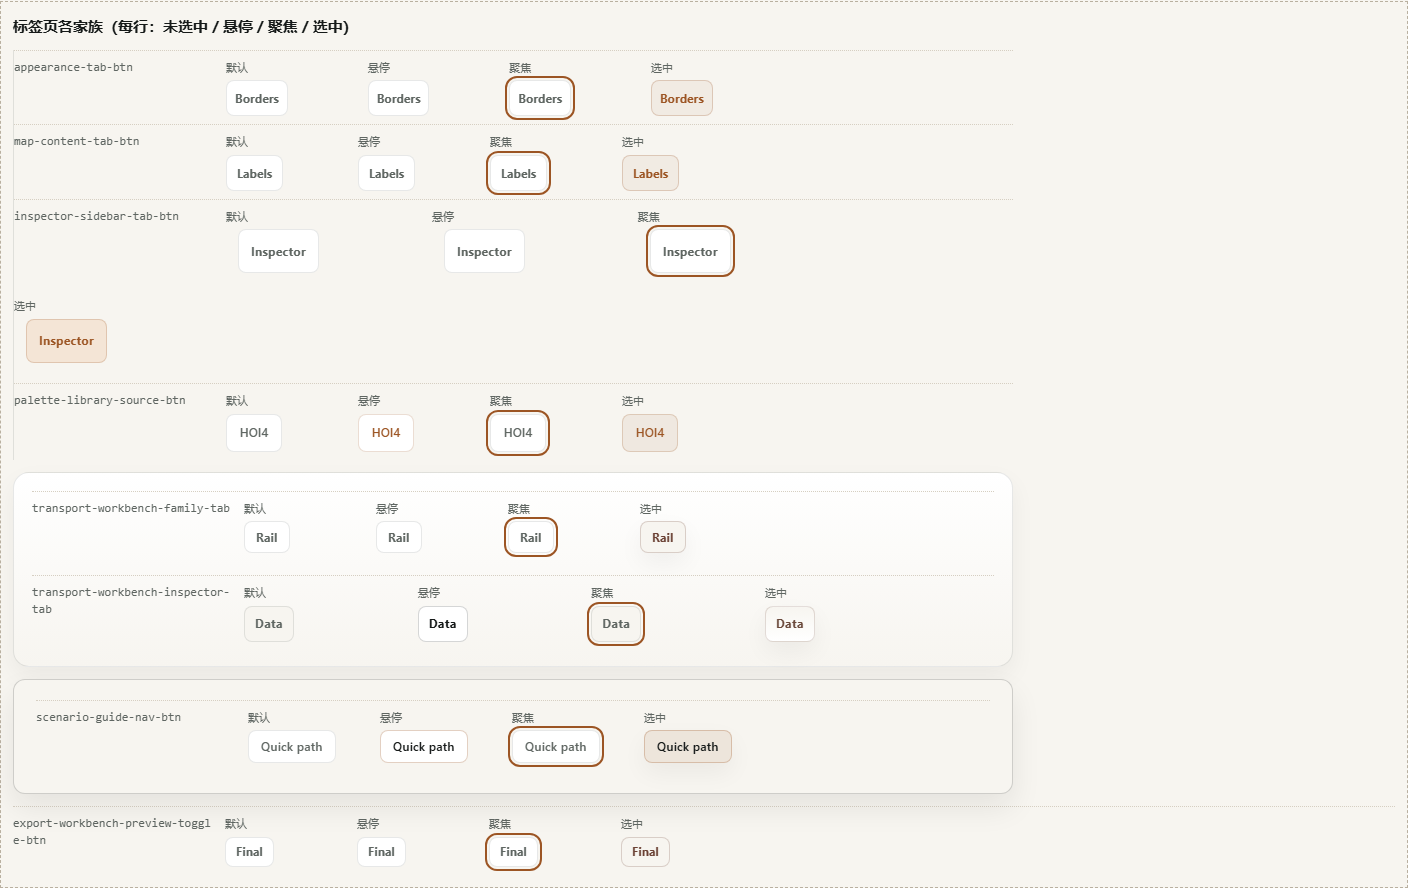 标签页各家族（每行：未选中 / 悬停 / 聚焦 / 选中）
appearance-tab-btn 默认 悬停 聚焦 选中
Borders Borders Borders Borders
map-content-tab-btn 默认 悬停 聚焦 选中
Labels Labels Labels Labels
inspector-sidebar-tab-btn 默认 悬停 聚焦
Inspector Inspector Inspector
选中
Inspector
palette-library-source-btn 默认 悬停 聚焦 选中
HOI4 HOI4 HOI4 HOI4
transport-workbench-family-tab 默认 悬停 聚焦 选中
Rail Rail Rail Rail
transport-workbench-inspector- 默认 悬停 聚焦 选中
tab
Data Data Data Data
scenario-guide-nav-btn 默认 悬停 聚焦 选中
Quick path Quick path Quick path Quick path
export-workbench-preview-toggl 默认 悬停 聚焦 选中
e-btn
Final Final Final Final